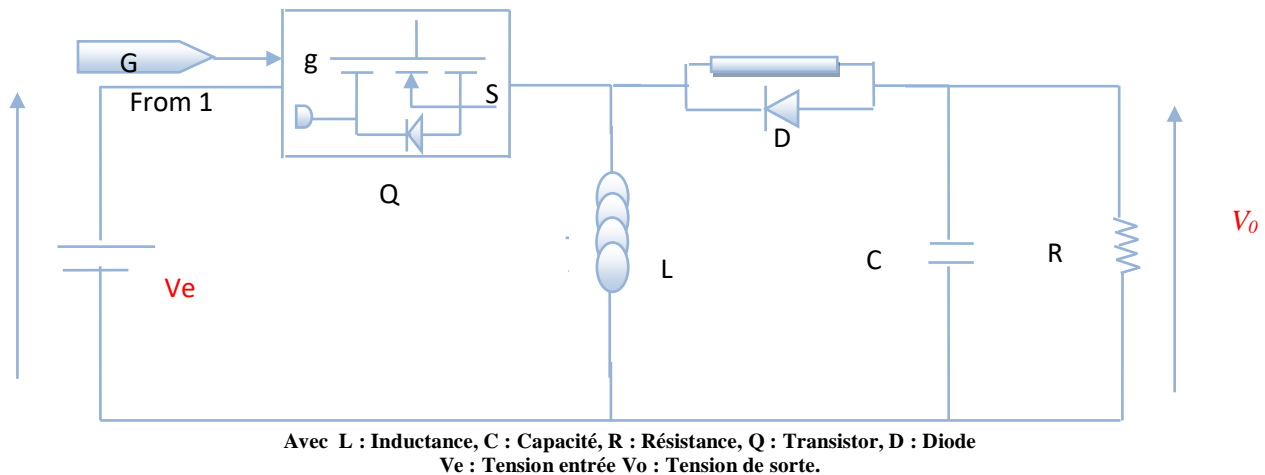 G
From 1
g
S
Q
D
Ve
L
C
R
V0
Avec L : Inductance, C : Capacité, R : Résistance, Q : Transistor, D : Diode
Ve : Tension entrée Vo : Tension de sorte.